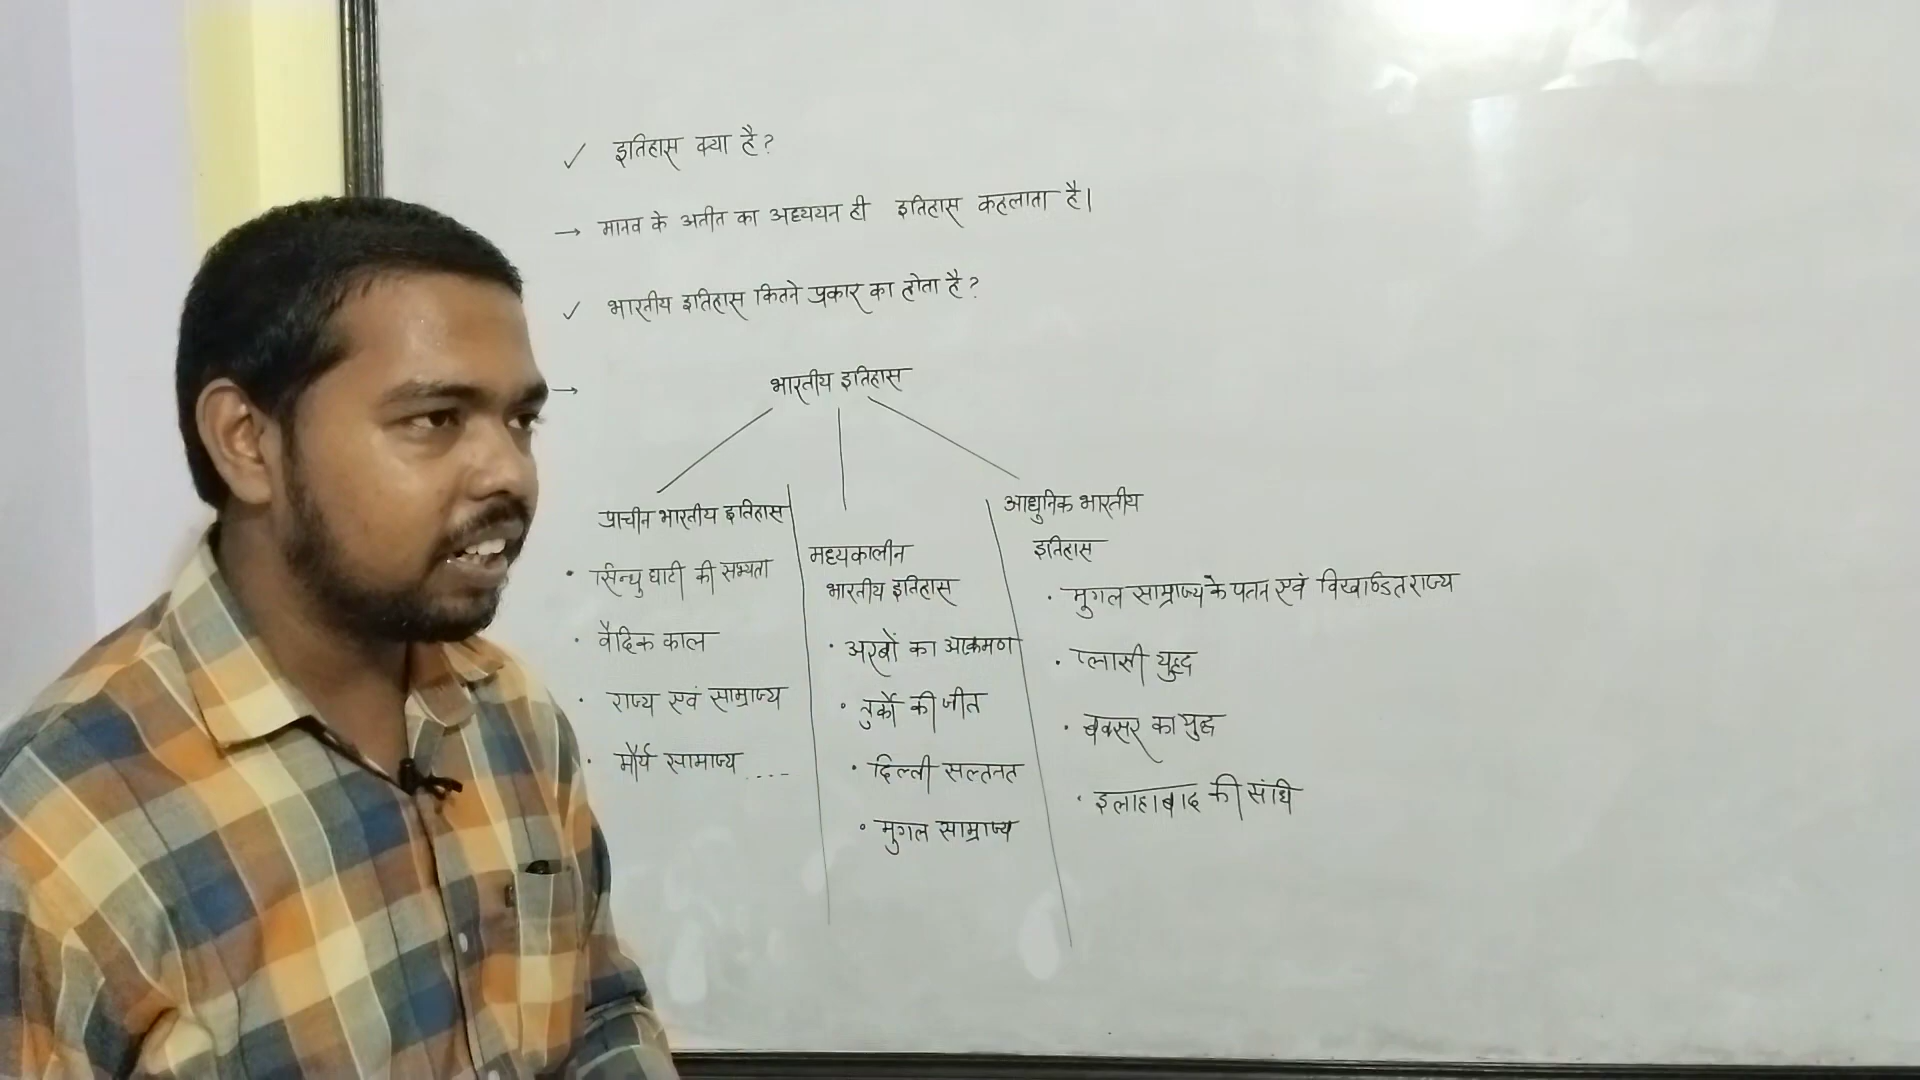 ✓ इतिहास क्या है?
→ मानव के अतीत का अध्ययन ही इतिहास कहलाता है।
✓ भारतीय इतिहास कितने प्रकार का होता है?
→ भारतीय इतिहास
प्राचीन भारतीय इतिहास
• सिन्धु घाटी की सभ्यता
• वैदिक काल
• राज्य एवं साम्राज्य
• मौर्य सामाज्य ....
मध्यकालीन
भारतीय इतिहास
• अरबों का आक्रमण
• तुर्कों की जीत
• दिल्ली सल्तनत
• मुगल साम्राज्य
आधुनिक भारतीय
इतिहास
• मुगल साम्राज्य के पतन एवं विखण्डित राज्य
• प्लासी युद्ध
• बक्सर का युद्ध
• इलाहाबाद की संधि